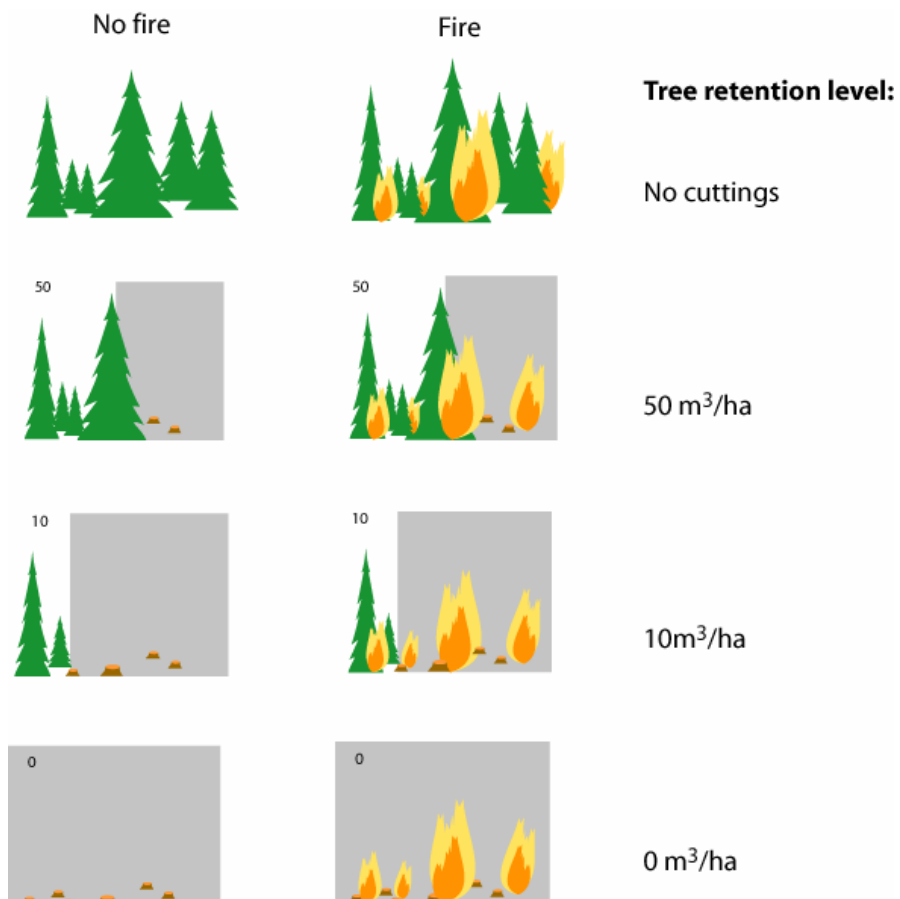 No fire
Fire
Tree retention level:
No cuttings
50
50
50 m³/ha
10
10
10m³/ha
0
0
0 m³/ha